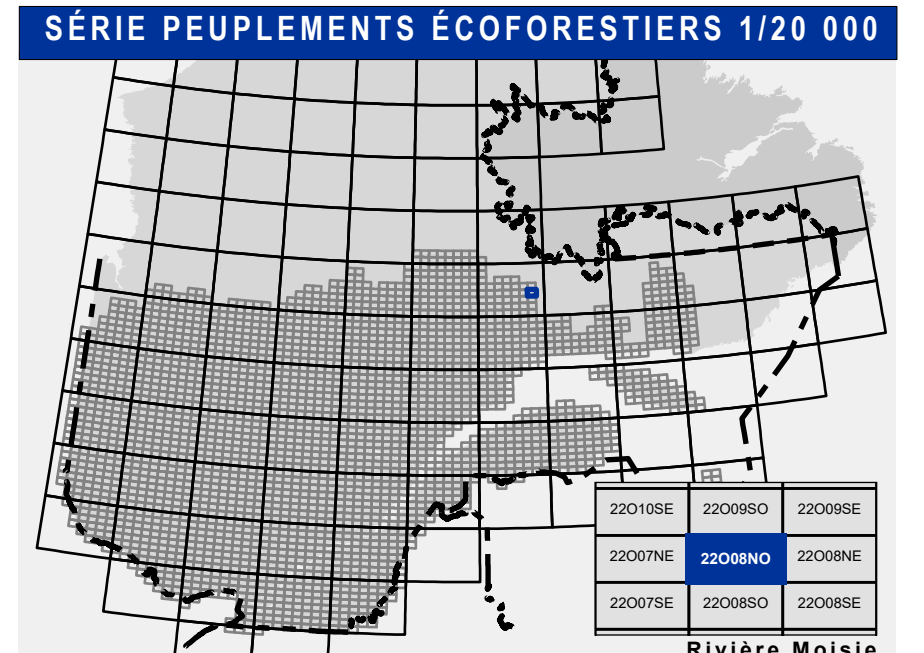 SÉRIE PEUPLEMENTS ÉCOFORESTIERS 1/20 000
22O10SE 22O09SO 22O09SE
22O07NE 22O08NO 22O08NE
22O07SE 22O08SO 22O08SE
Rivière Moisie